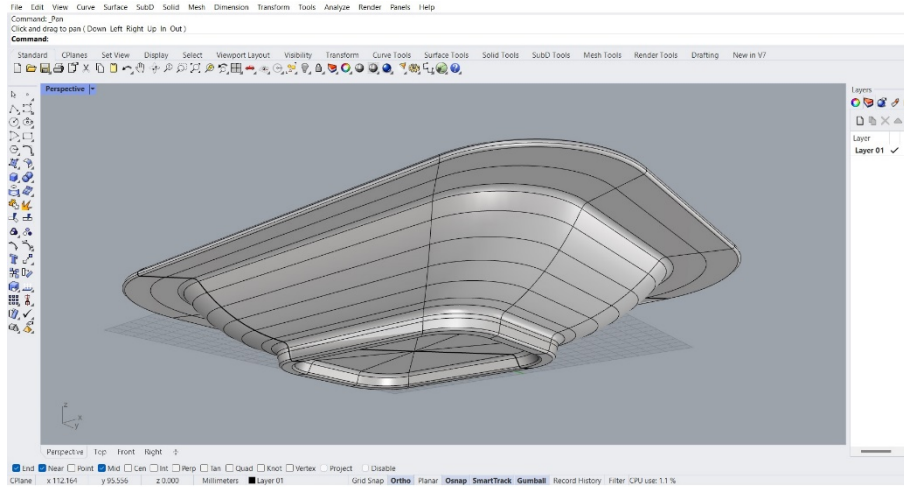 File Edit View Curve Surface SubD Solid Mesh Dimension Transform Tools Analyze Render Panels Help
Command: _Pan
Click and drag to pan ( Down Left Right Up In Out )
Command:
Standard CPlanes Set View Display Select Viewport Layout Visibility Transform Curve Tools Surface Tools Solid Tools SubD Tools Mesh Tools Render Tools Drafting New in V7
Perspective
Layers
Layer
Layer 01
z
x
y
Perspective Top Front Right
End Near Point Mid Cen Int Perp Tan Quad Knot Vertex Project Disable
CPlane x 112.164 y 95.556 z 0.000 Millimeters Layer 01 Grid Snap Ortho Planar Osnap SmartTrack Gumball Record History Filter CPU use: 1.1 %